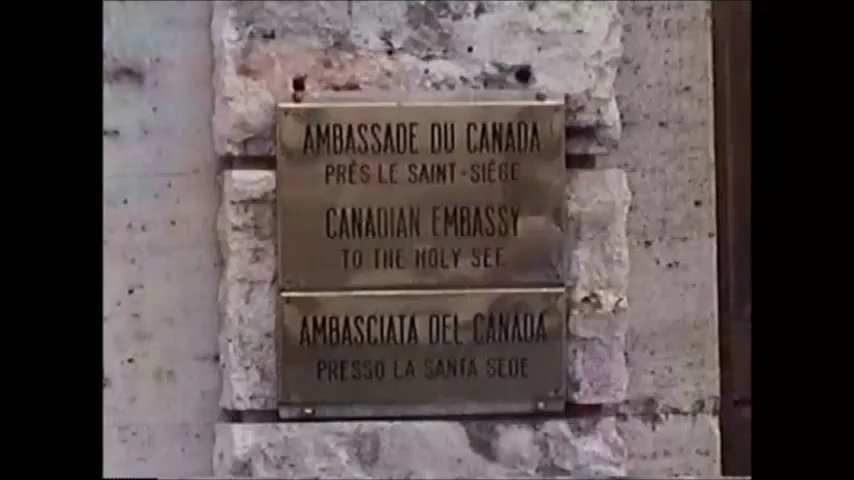 AMBASSADE DU CANADA
PRÈS LE SAINT-SIÉGE
CANADIAN EMBASSY
TO THE HOLY SEE
AMBASCIATA DEL CANADA
PRESSO LA SANTA SEDE